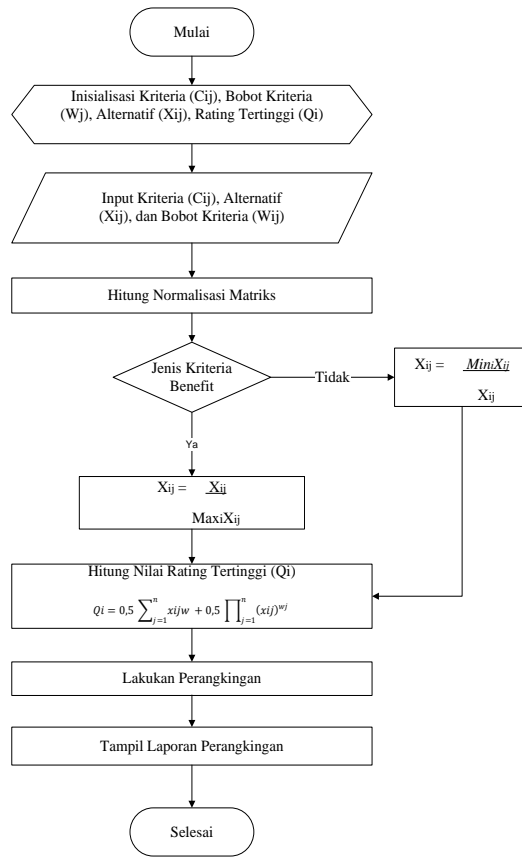 Mulai
Inisialisasi Kriteria (Cij), Bobot Kriteria
(Wj), Alternatif (Xij), Rating Tertinggi (Qi)
Input Kriteria (Cij), Alternatif
(Xij), dan Bobot Kriteria (Wij)
Hitung Normalisasi Matriks
Jenis Kriteria
Benefit
Tidak
Xij = MiniXij
Xij
Ya
Xij = Xij
MaxiXij
Hitung Nilai Rating Tertinggi (Qi)
Qi = 0,5 ∑ⁿⱼ₌₁ xijw + 0,5 ∏ⁿⱼ₌₁ (xij)ʷʲ
Lakukan Perangkingan
Tampil Laporan Perangkingan
Selesai